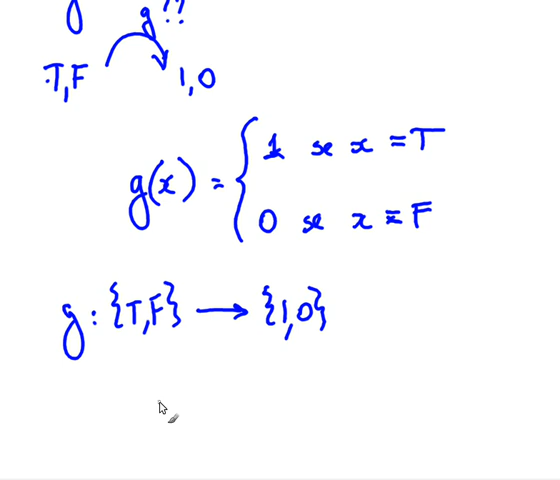 g g??
T,F 1,0
1 se x = T
g(x) =
0 se x = F
g : {T,F} → {1,0}